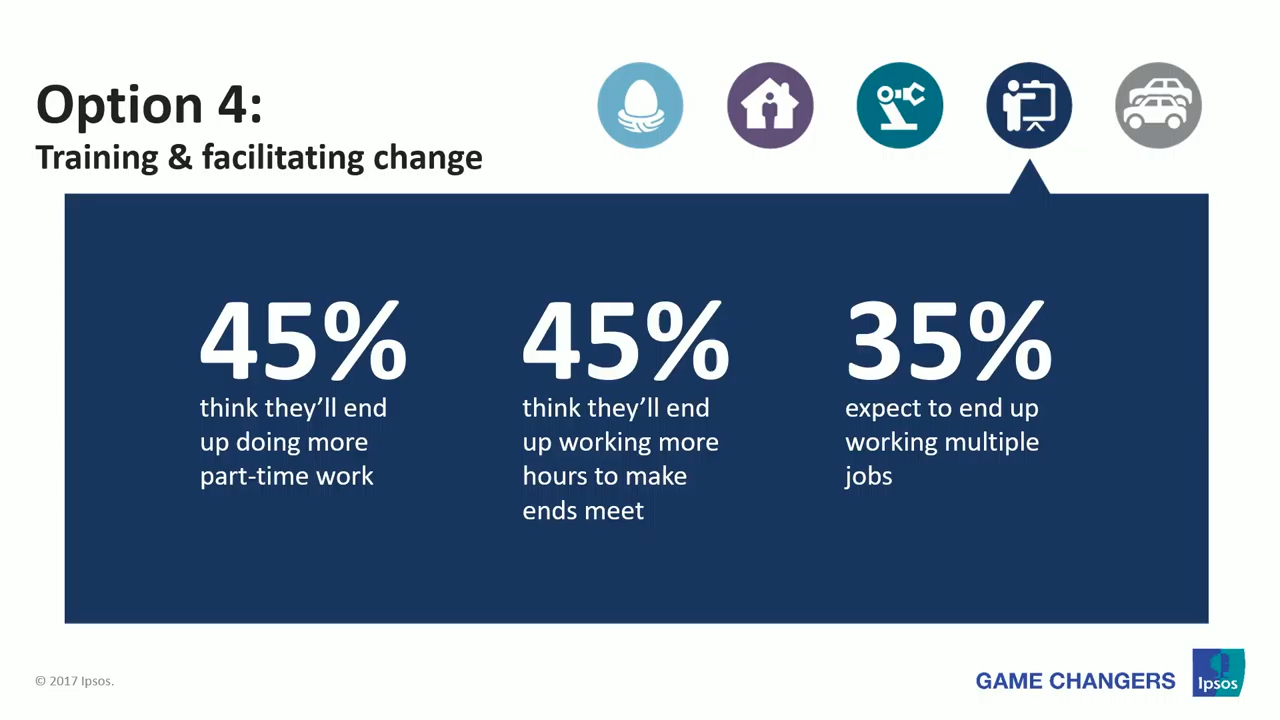 Option 4:
Training & facilitating change
45%
think they’ll end
up doing more
part-time work
45%
think they’ll end
up working more
hours to make
ends meet
35%
expect to end up
working multiple
jobs
© 2017 Ipsos.
GAME CHANGERS
Ipsos